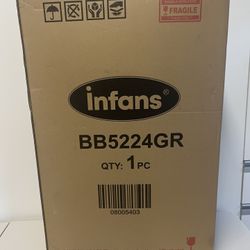 FRAGILE
infans®
BB5224GR
QTY: 1 PC
08005403